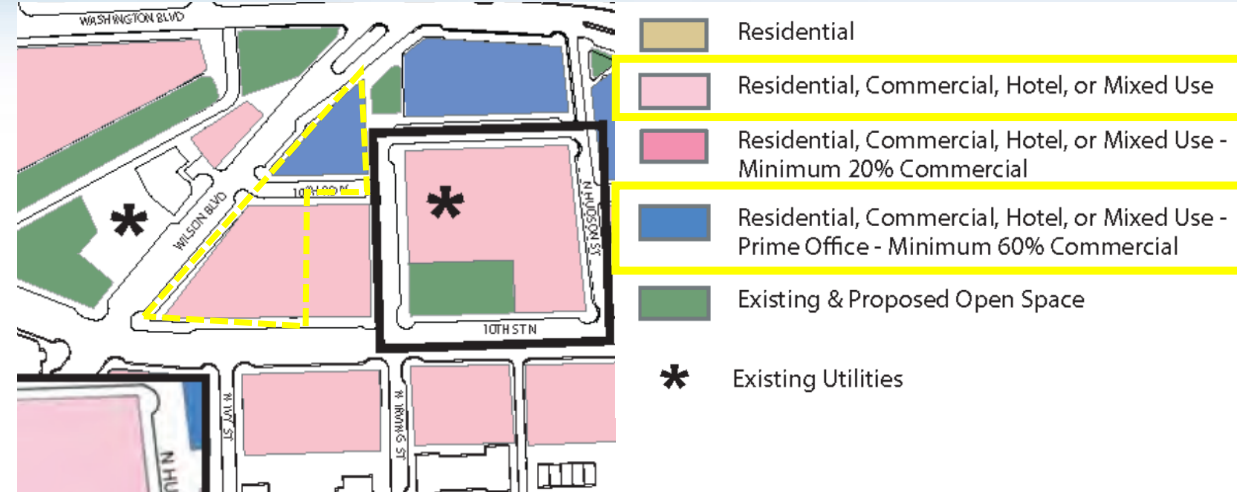 WASHINGTON BLVD
WILSON BLVD
10TH
N HUDSON ST
10TH ST N
N IVY ST
N IRVING ST
N HU
Residential
Residential, Commercial, Hotel, or Mixed Use
Residential, Commercial, Hotel, or Mixed Use -
Minimum 20% Commercial
Residential, Commercial, Hotel, or Mixed Use -
Prime Office - Minimum 60% Commercial
Existing & Proposed Open Space
Existing Utilities